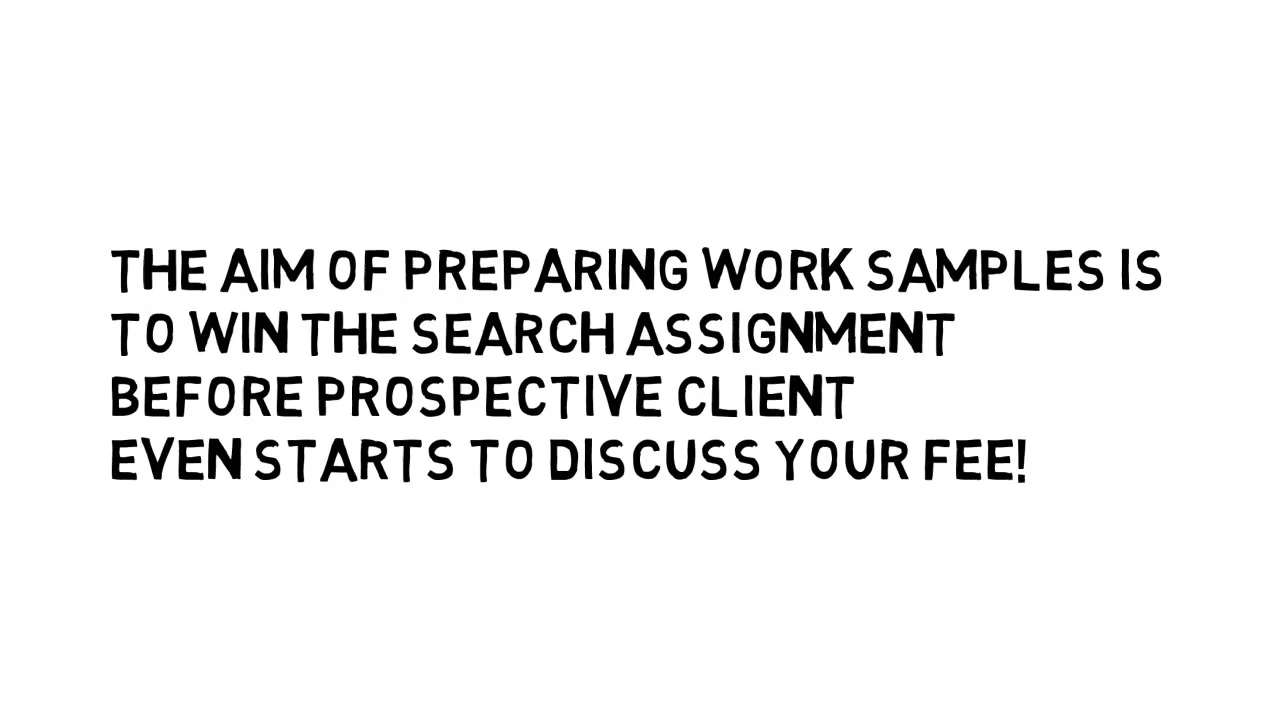 THE AIM OF PREPARING WORK SAMPLES IS
TO WIN THE SEARCH ASSIGNMENT
BEFORE PROSPECTIVE CLIENT
EVEN STARTS TO DISCUSS YOUR FEE!